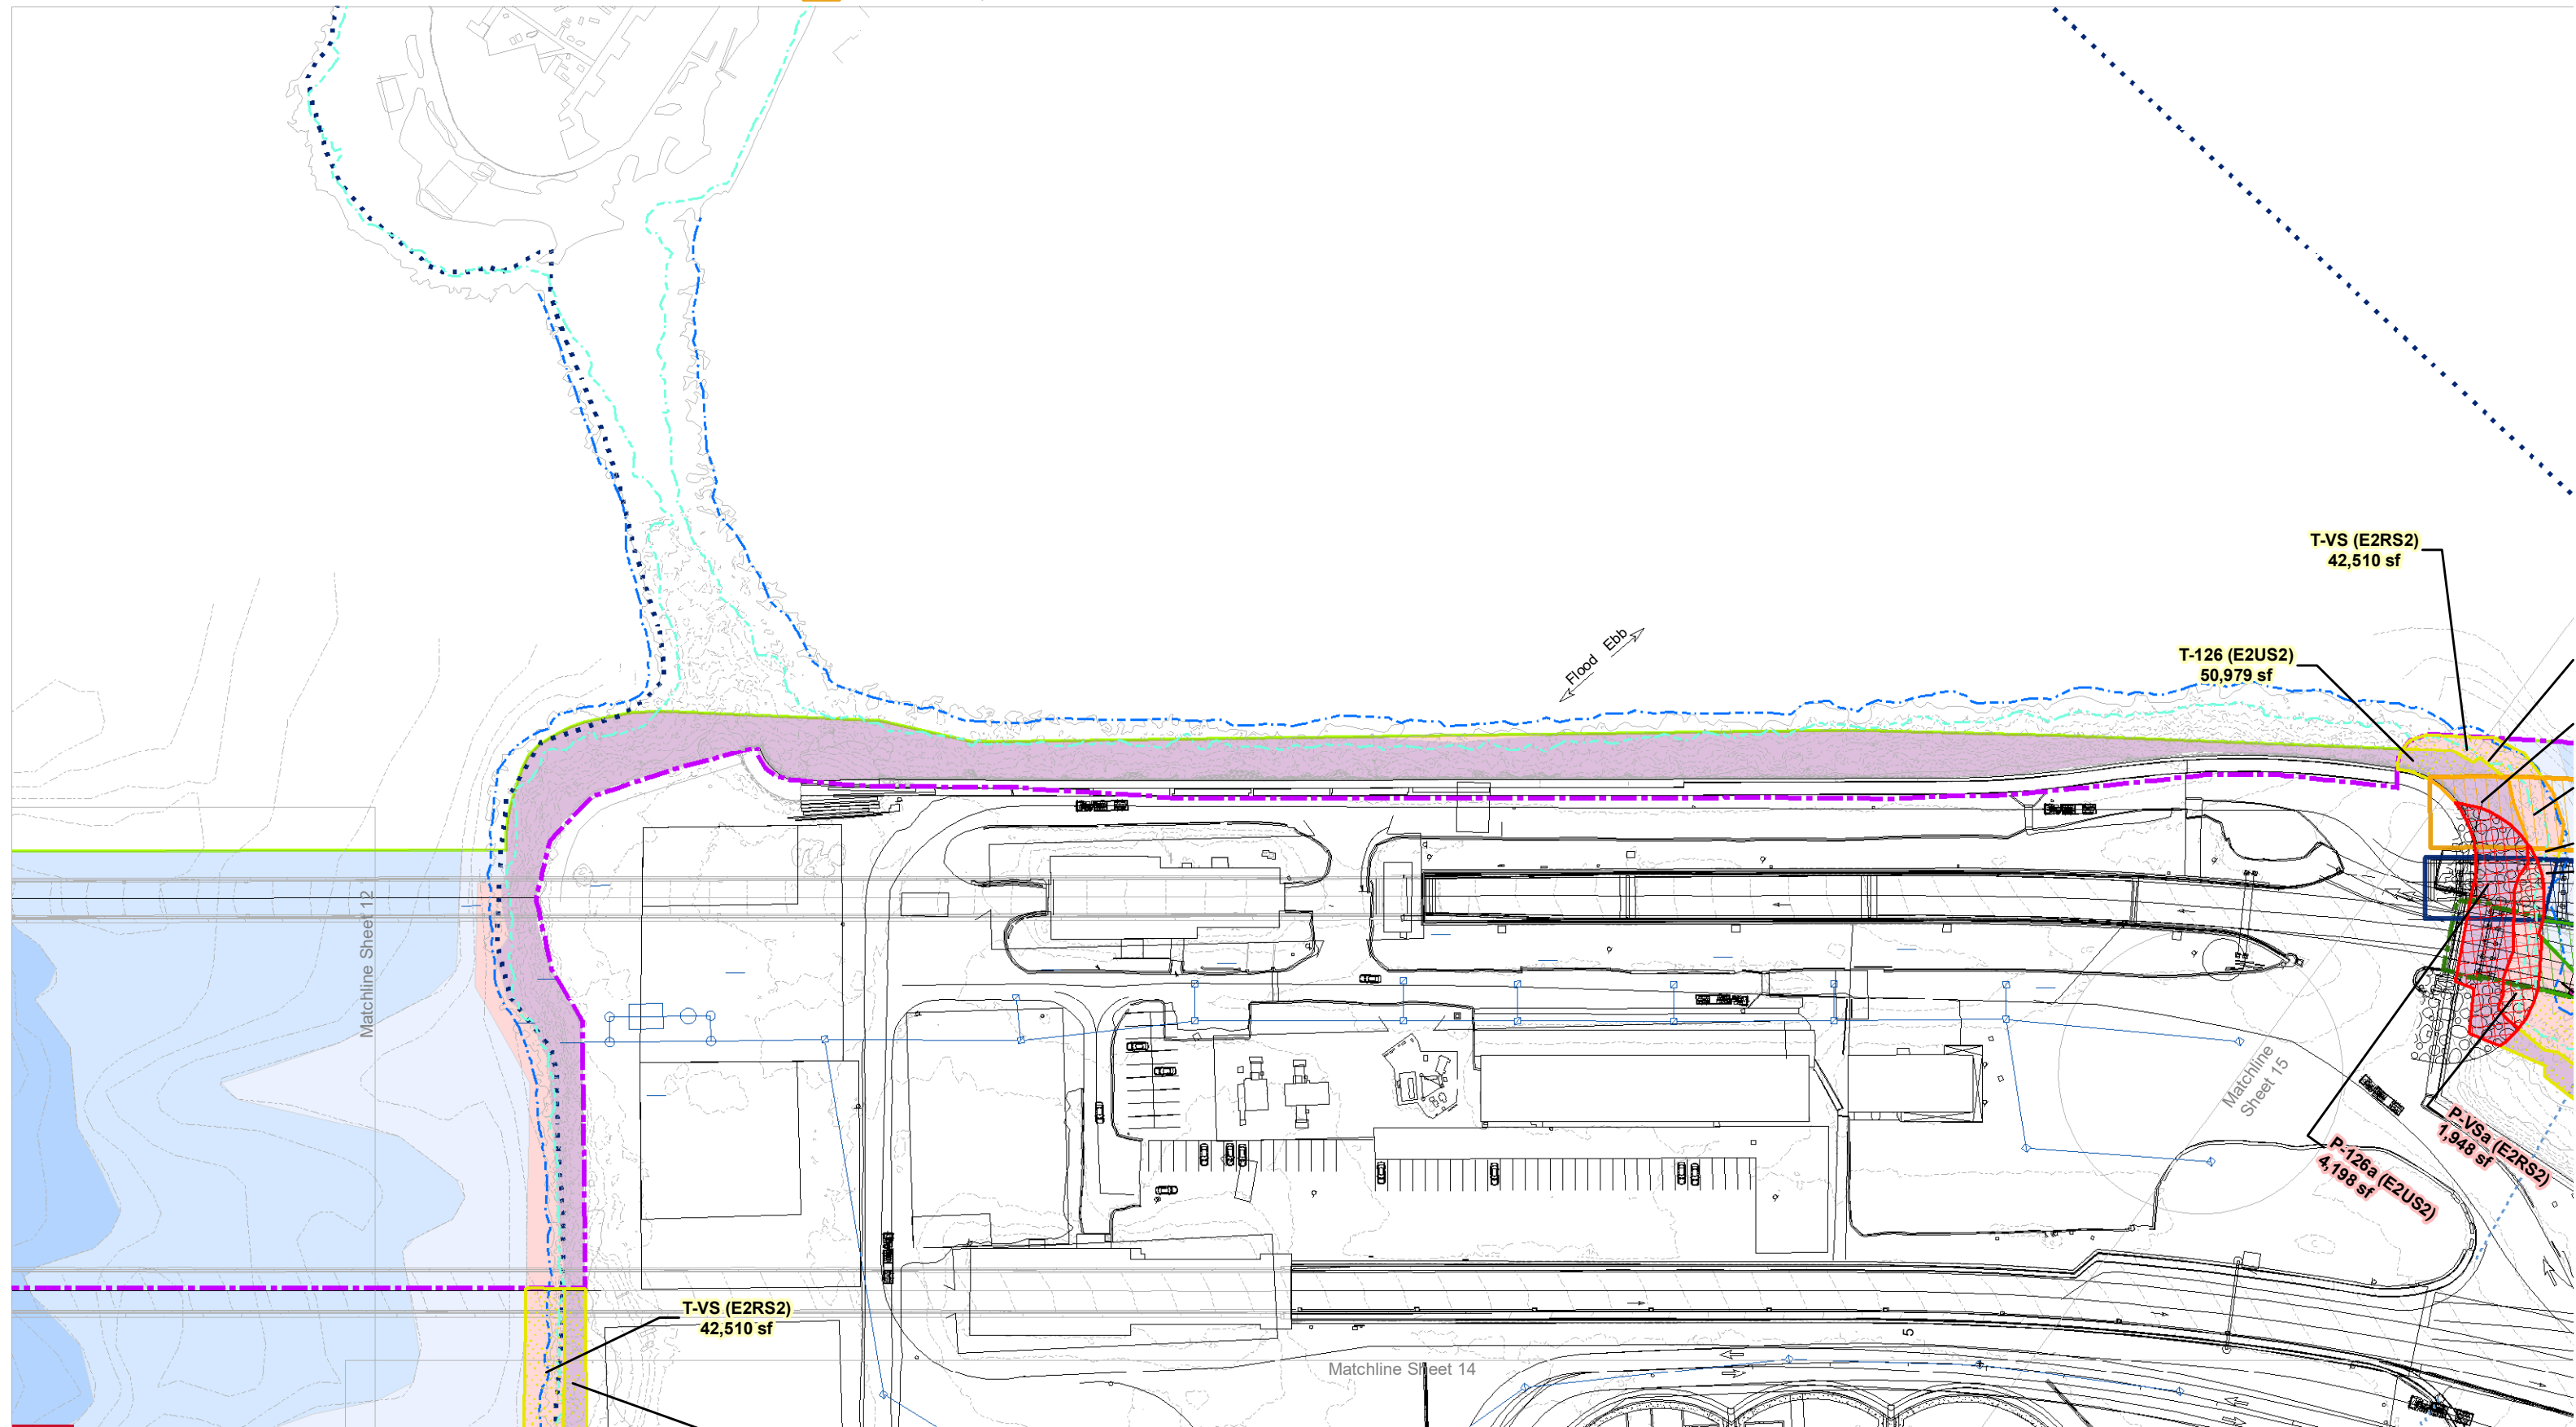 T-VS (E2RS2)
42,510 sf
Flood Ebb
T-126 (E2US2)
50,979 sf
Matchline Sheet 12
Matchline
Sheet 15
P-VSa (E2RS2)
1,948 sf
P-126a (E2US2)
4,198 sf
T-VS (E2RS2)
42,510 sf
5
Matchline Sheet 14